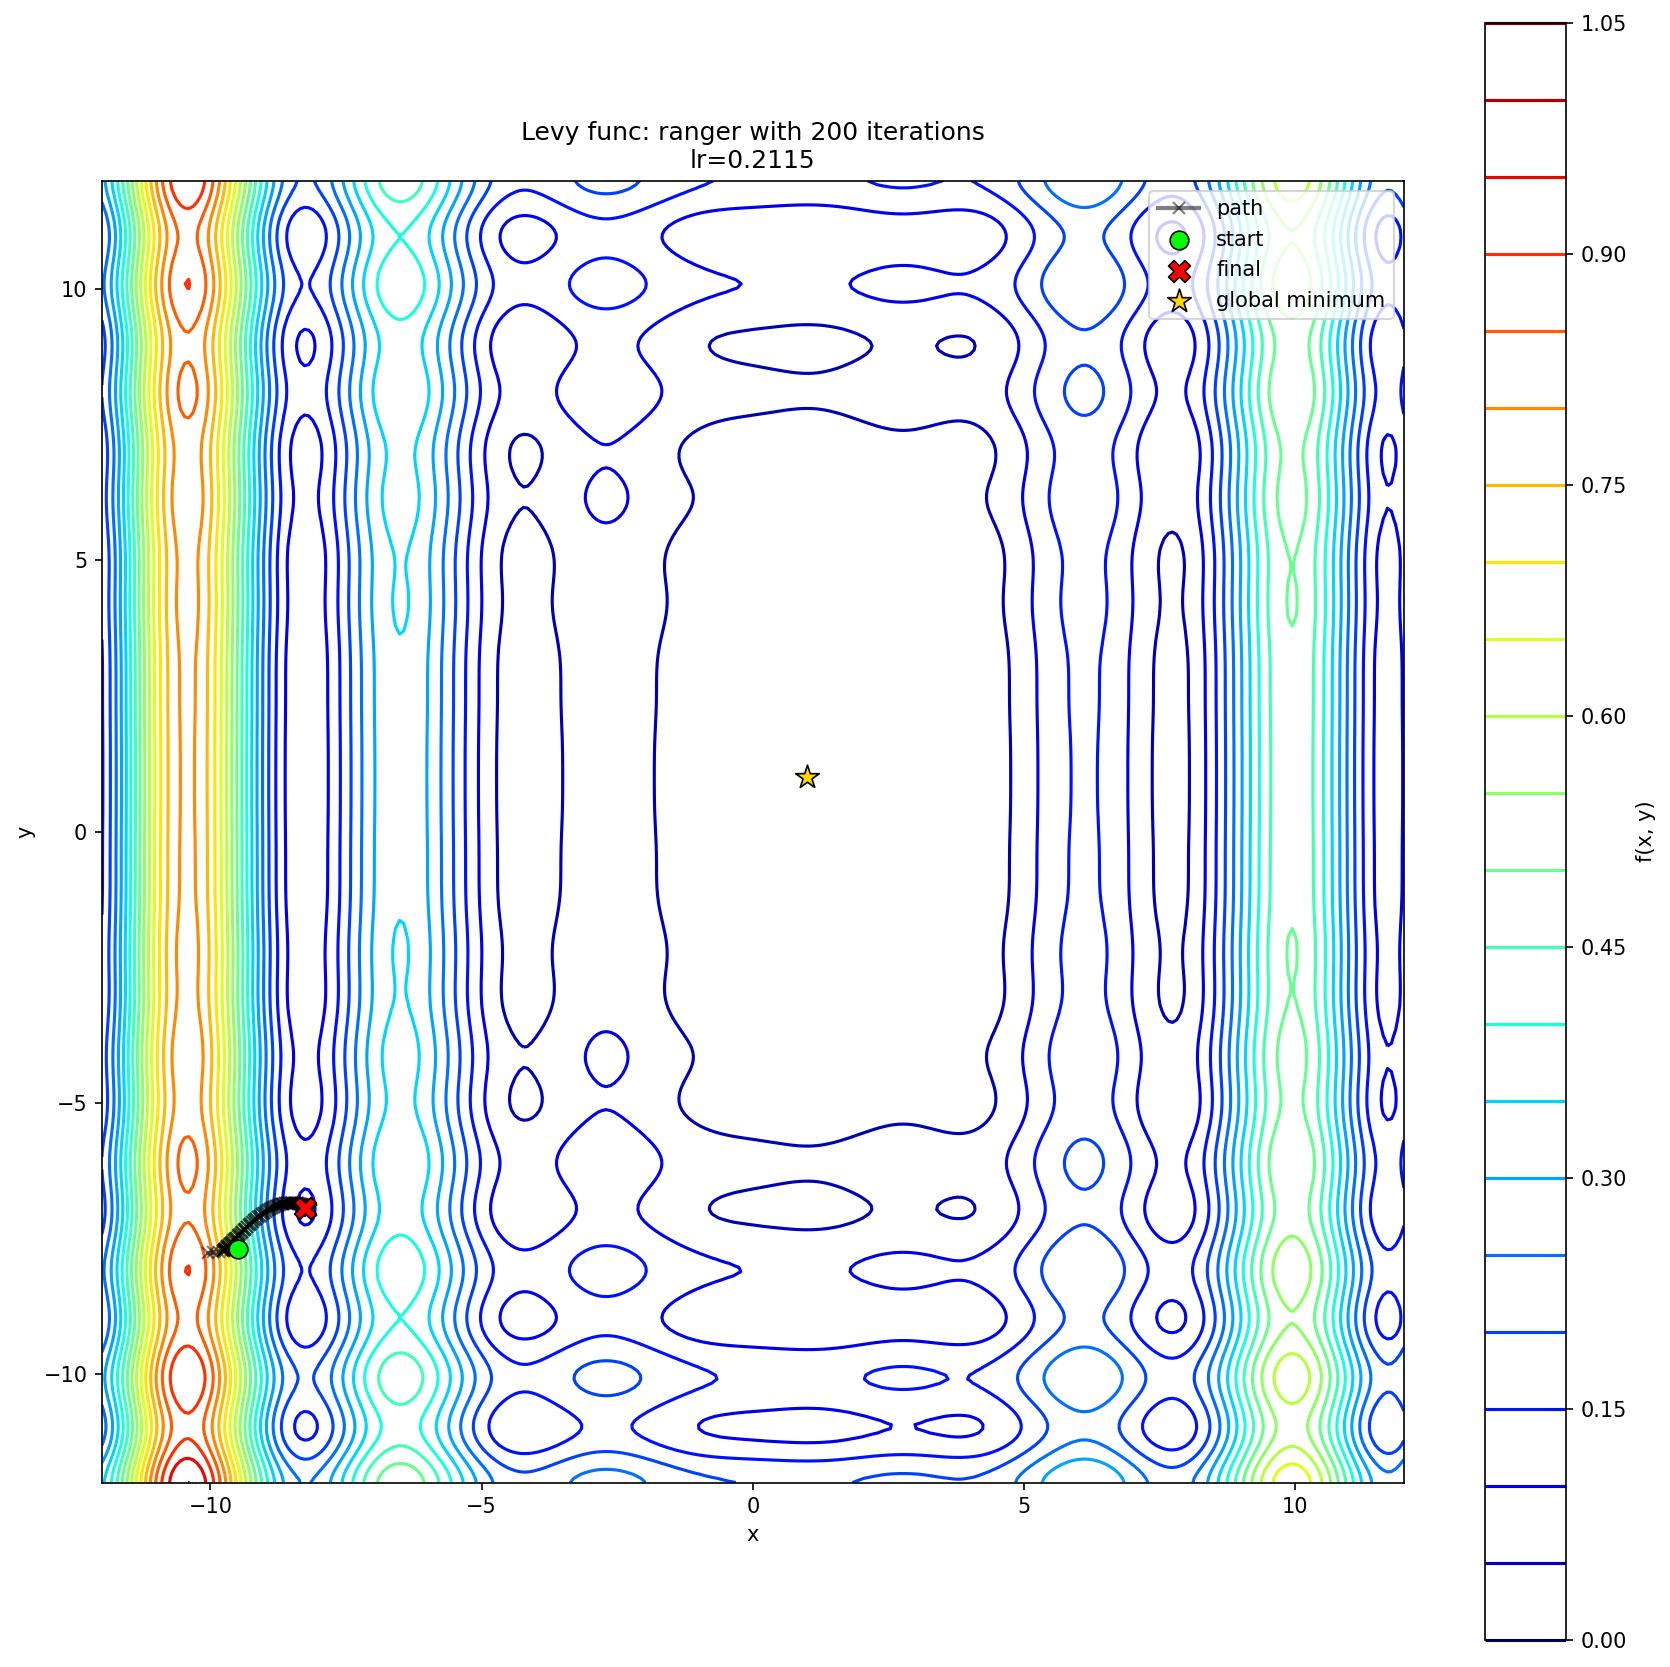 Levy func: ranger with 200 iterations
lr=0.2115
path
start
final
global minimum
10
5
0
−5
−10
y
−10
−5
0
5
10
x
1.05
0.90
0.75
0.60
0.45
0.30
0.15
0.00
f(x, y)